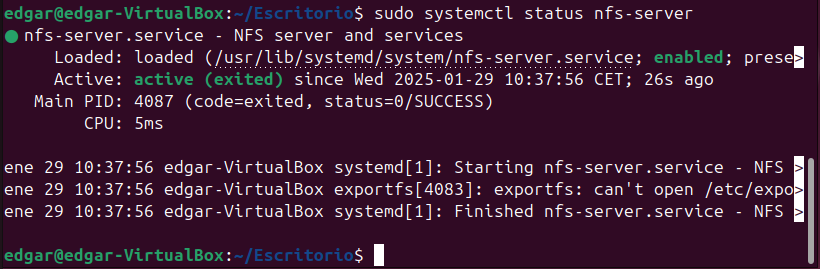 edgar@edgar-VirtualBox:~/Escritorio$ sudo systemctl status nfs-server
● nfs-server.service - NFS server and services
Loaded: loaded (/usr/lib/systemd/system/nfs-server.service; enabled; prese>
Active: active (exited) since Wed 2025-01-29 10:37:56 CET; 26s ago
Main PID: 4087 (code=exited, status=0/SUCCESS)
CPU: 5ms
ene 29 10:37:56 edgar-VirtualBox systemd[1]: Starting nfs-server.service - NFS >
ene 29 10:37:56 edgar-VirtualBox exportfs[4083]: exportfs: can't open /etc/expo>
ene 29 10:37:56 edgar-VirtualBox systemd[1]: Finished nfs-server.service - NFS >
edgar@edgar-VirtualBox:~/Escritorio$